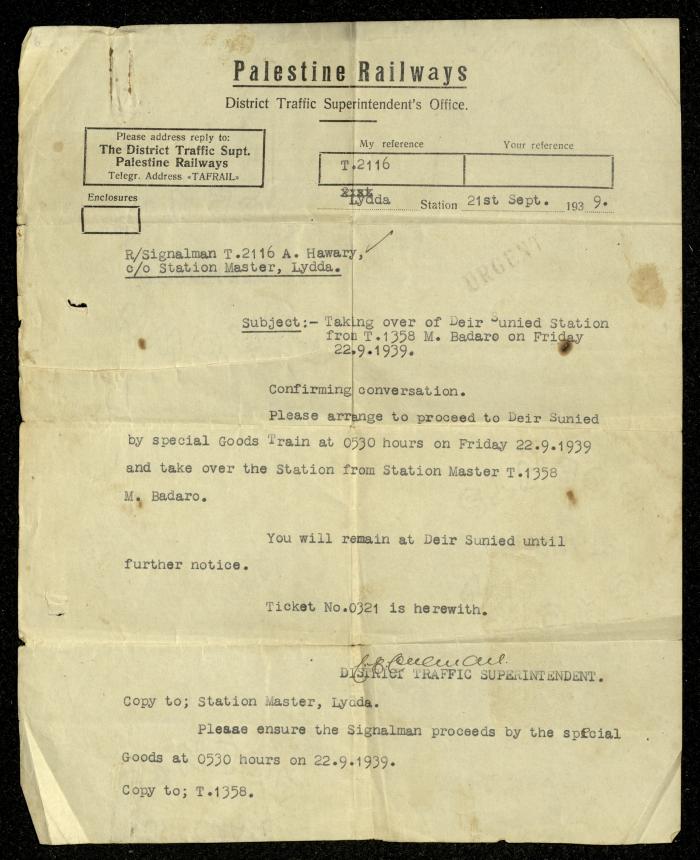 Palestine Railways
District Traffic Superintendent's Office.
Please address reply to:
The District Traffic Supt.
Palestine Railways
Telegr. Address «TAFRAIL»
My reference
Your reference
T.2116
Enclosures
Lydda Station 21st Sept. 1939.
URGENT
R/Signalman T.2116 A. Hawary,
c/o Station Master, Lydda.
Subject:- Taking over of Deir Sunied Station
from T.1358 M. Badaro on Friday
22.9.1939.
Confirming conversation.
Please arrange to proceed to Deir Sunied
by special Goods Train at 0530 hours on Friday 22.9.1939
and take over the Station from Station Master T.1358
M. Badaro.
You will remain at Deir Sunied until
further notice.
Ticket No.0321 is herewith.
DISTRICT TRAFFIC SUPERINTENDENT.
Copy to; Station Master, Lydda.
Please ensure the Signalman proceeds by the special
Goods at 0530 hours on 22.9.1939.
Copy to; T.1358.